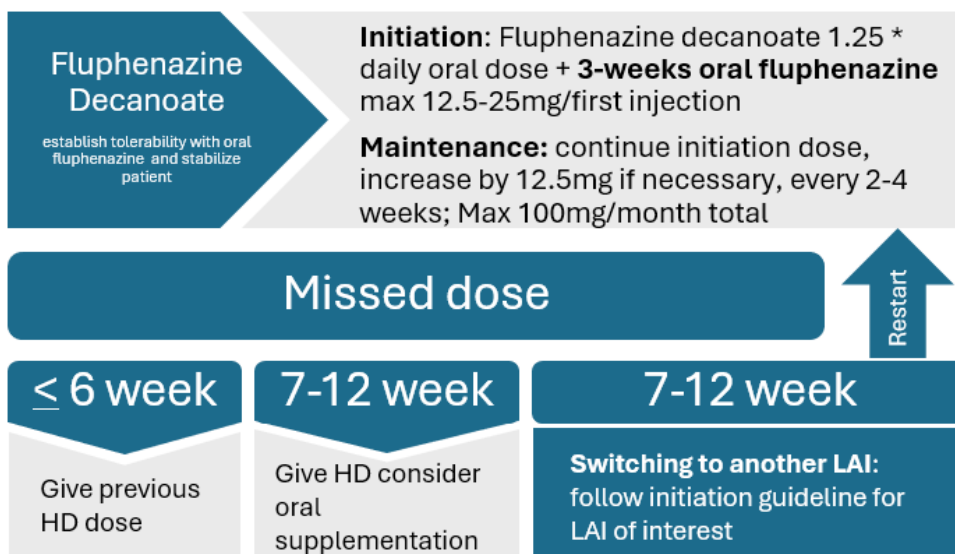 Fluphenazine
Decanoate
establish tolerability with oral
fluphenazine and stabilize
patient
Initiation: Fluphenazine decanoate 1.25 *
daily oral dose + 3-weeks oral fluphenazine
max 12.5-25mg/first injection
Maintenance: continue initiation dose,
increase by 12.5mg if necessary, every 2-4
weeks; Max 100mg/month total
Missed dose
Restart
< 6 week
Give previous
HD dose
7-12 week
Give HD consider
oral
supplementation
7-12 week
Switching to another LAI:
follow initiation guideline for
LAI of interest